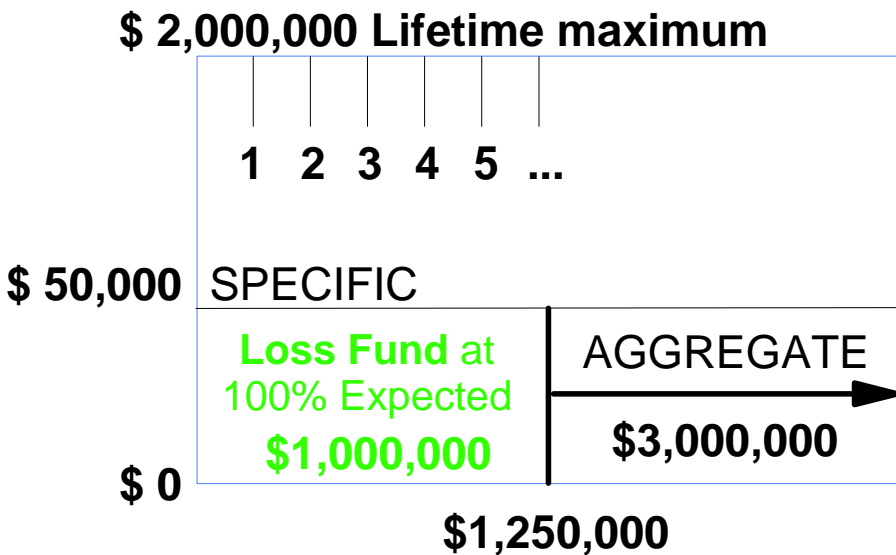 $ 2,000,000 Lifetime maximum
1 2 3 4 5 ...
$ 50,000 SPECIFIC
Loss Fund at
100% Expected
$1,000,000
AGGREGATE
$3,000,000
$ 0
$1,250,000